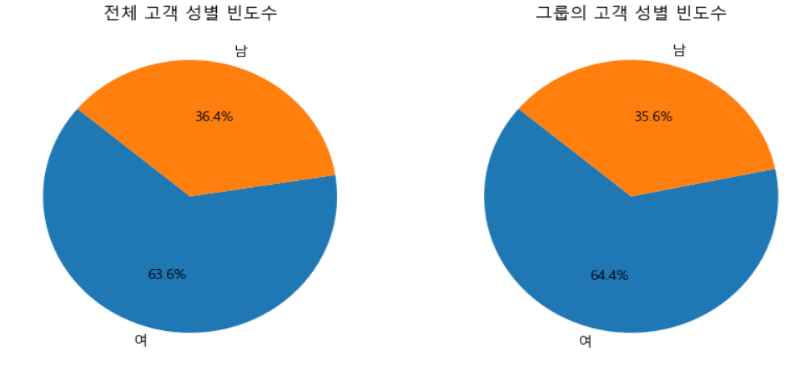 전체 고객 성별 빈도수
남
36.4%
63.6%
여
그룹의 고객 성별 빈도수
남
35.6%
64.4%
여